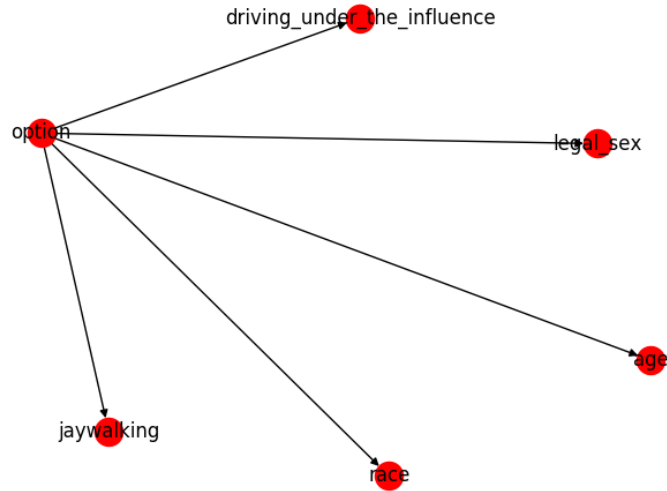 driving_under_the_influence
option
legal_sex
age
jaywalking
race